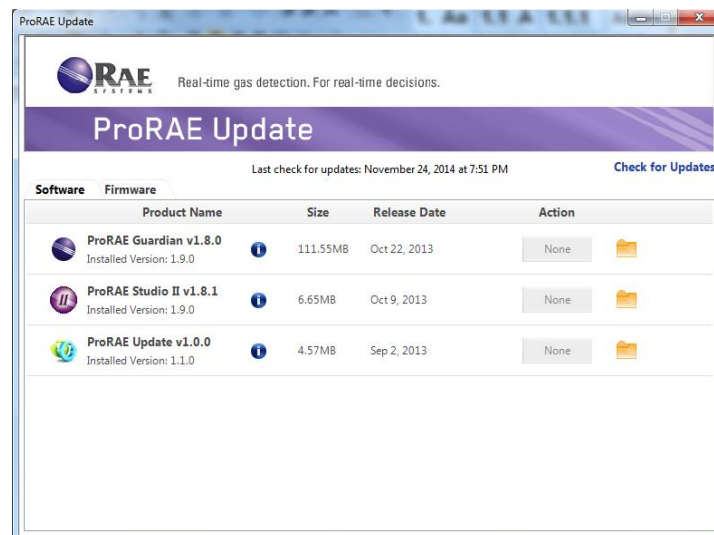 ProRAE Update
RAE
SYSTEMS
Real-time gas detection. For real-time decisions.
ProRAE Update
Last check for updates: November 24, 2014 at 7:51 PM
Check for Updates
Software Firmware
Product Name Size Release Date Action
ProRAE Guardian v1.8.0
Installed Version: 1.9.0
111.55MB Oct 22, 2013 None
ProRAE Studio II v1.8.1
Installed Version: 1.9.0
6.65MB Oct 9, 2013 None
ProRAE Update v1.0.0
Installed Version: 1.1.0
4.57MB Sep 2, 2013 None